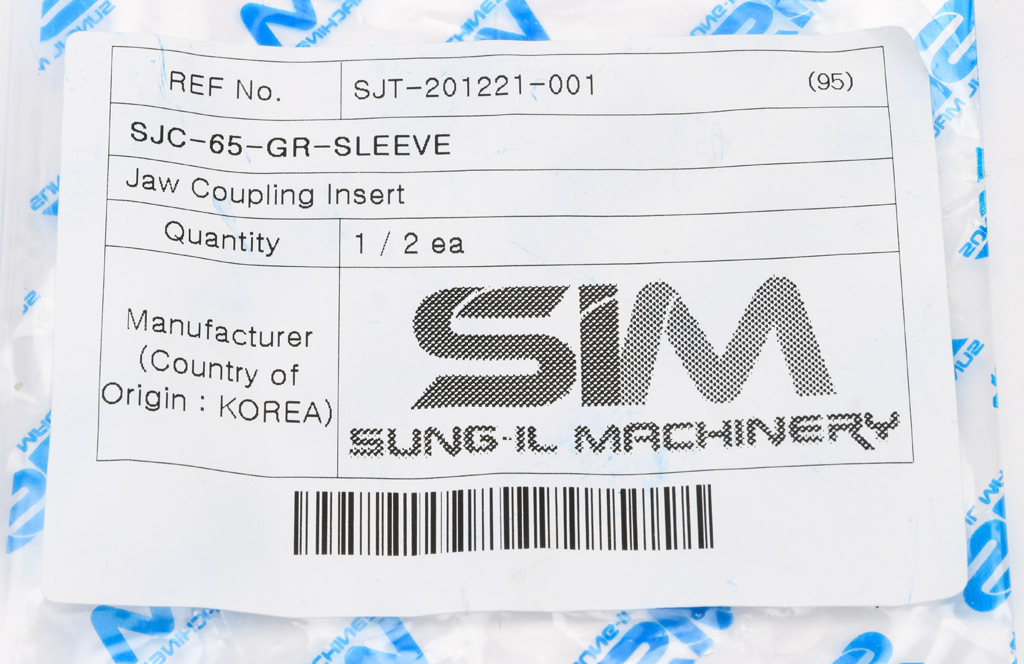 REF No. SJT-201221-001 (95)
SJC-65-GR-SLEEVE
Jaw Coupling Insert
Quantity 1 / 2 ea
Manufacturer
(Country of
Origin : KOREA)
SIM
SUNG-IL MACHINERY